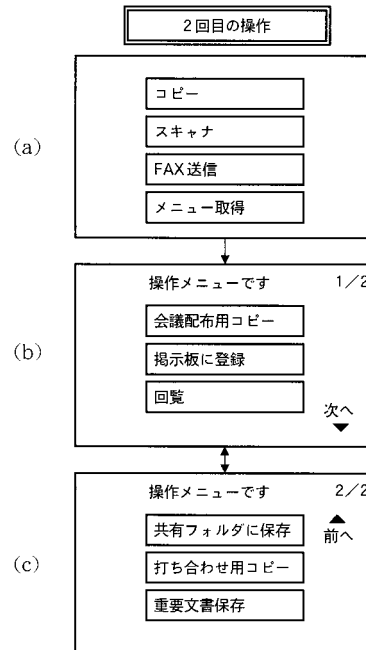 2回目の操作
(a)
コピー
スキャナ
FAX送信
メニュー取得
操作メニューです 1/2
(b)
会議配布用コピー
掲示板に登録
回覧
次へ
▼
操作メニューです 2/2
(c)
共有フォルダに保存
▲
前へ
打ち合わせ用コピー
重要文書保存